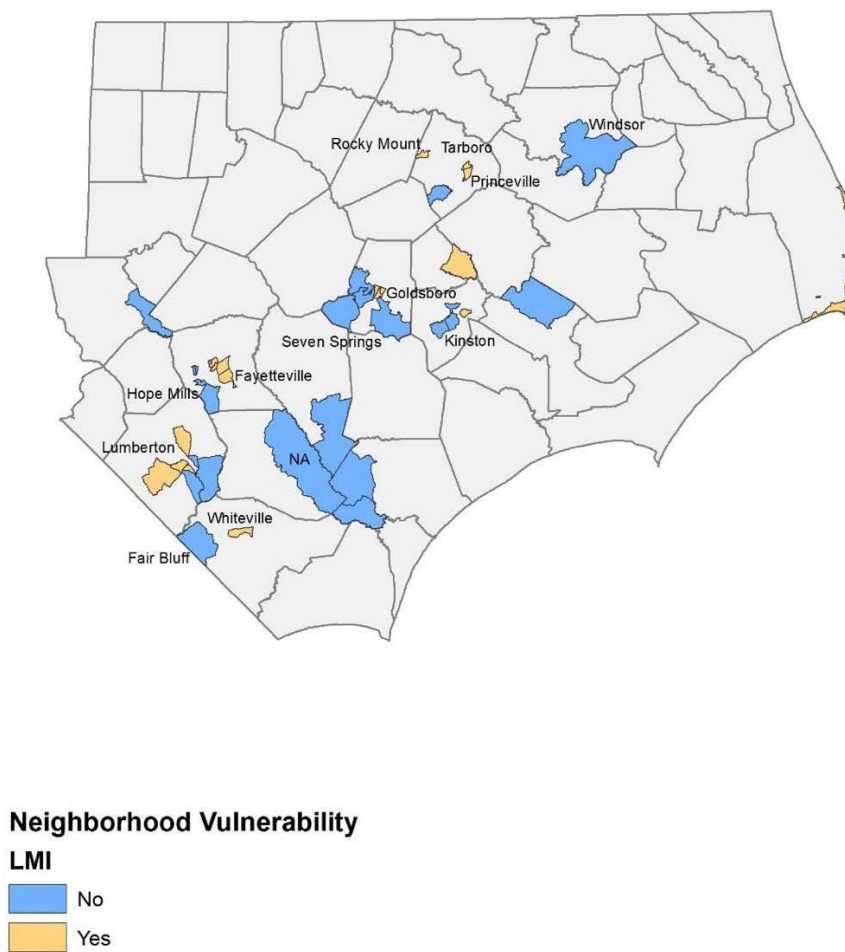 Windsor
Rocky Mount
Tarboro
Princeville
Goldsboro
Seven Springs
Kinston
Fayetteville
Hope Mills
Lumberton
NA
Whiteville
Fair Bluff
Neighborhood Vulnerability
LMI
No
Yes